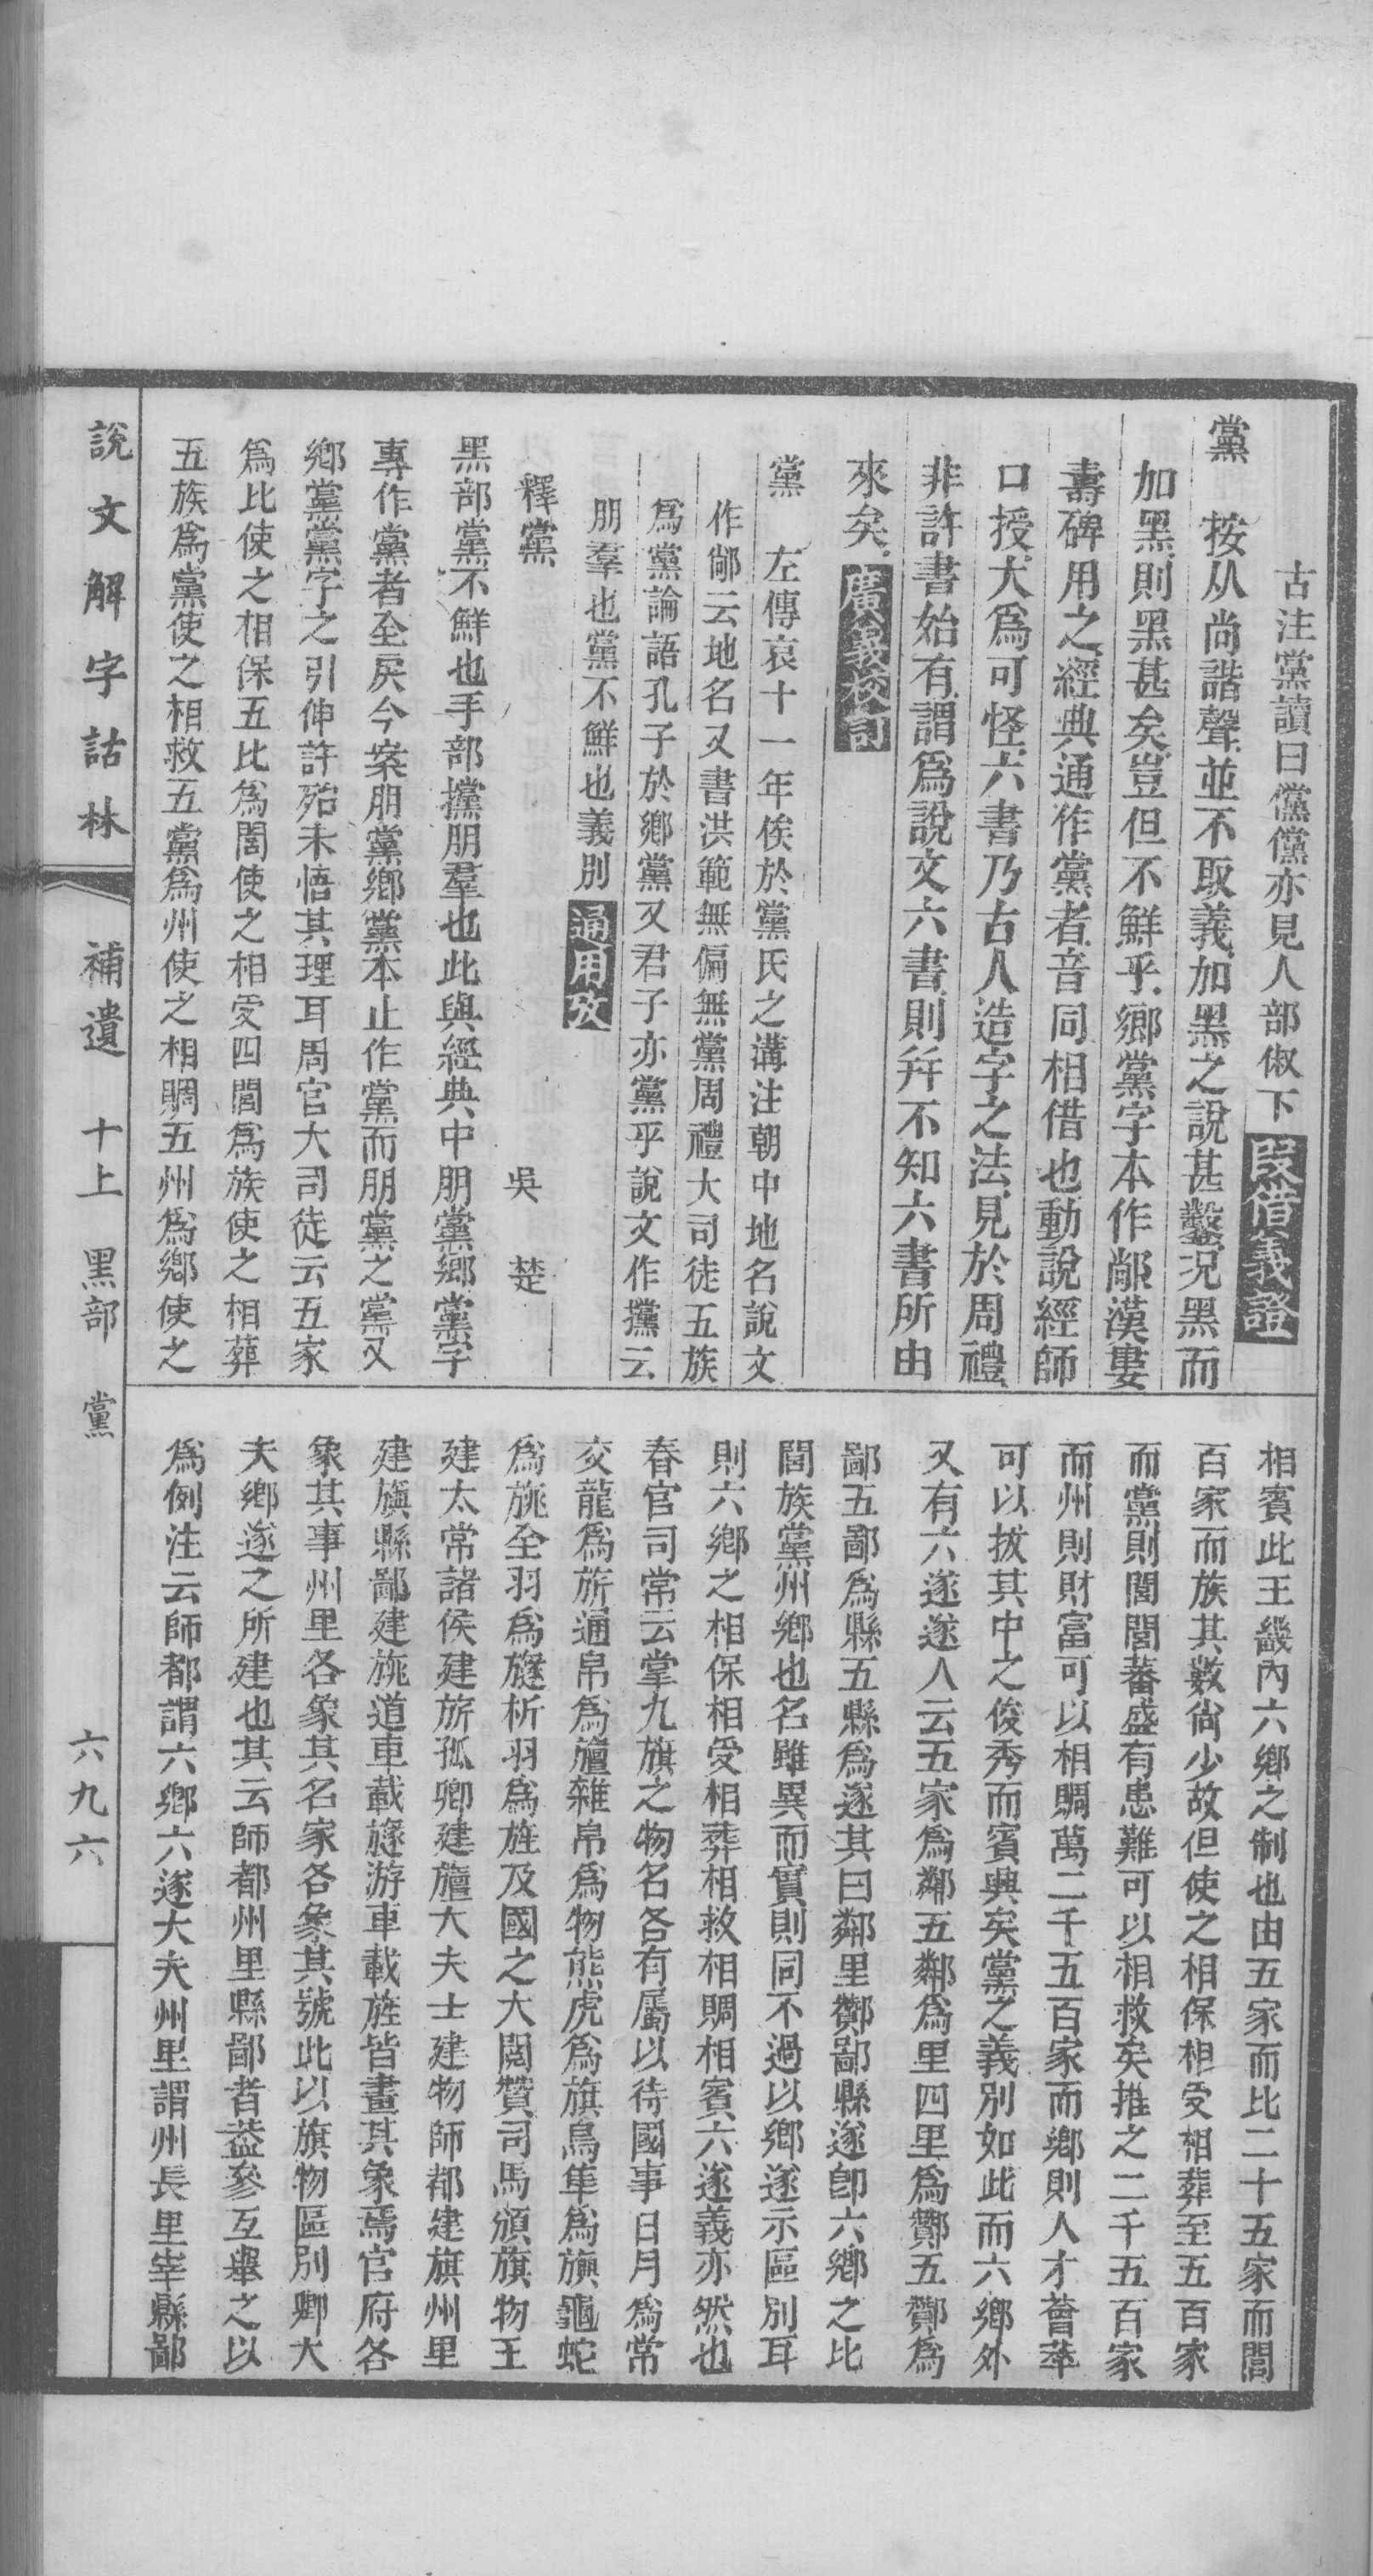 古注黨讀曰儻儻亦見人部俶下叚借義證
黨　按从尚諧聲並不取義加黑之說甚鑿況黑而
加黑則黑甚矣豈但不鮮乎鄉黨字本作鄗漢婁
壽碑用之經典通作黨者音同相借也動說經師
口授大爲可怪六書乃古人造字之法見於周禮
非許書始有謂爲說文六書則幷不知六書所由
來矣廣義校詞
黨　左傳哀十一年俟於黨氏之溝注朝中地名說文
作鄗云地名又書洪範無偏無黨周禮大司徒五族
爲黨論語孔子於鄉黨又君子亦黨乎說文作攩云
朋羣也黨不鮮也義別通用攷
釋黨　吳楚
黑部黨不鮮也手部攩朋羣也此與經典中朋黨鄉黨字
專作黨者全戾今案朋黨鄉黨本止作黨而朋黨之黨又
鄉黨黨字之引伸許殆未悟其理耳周官大司徒云五家
爲比使之相保五比爲閭使之相受四閭爲族使之相葬
五族爲黨使之相救五黨爲州使之相賙五州爲鄉使之
相賓此王畿內六鄉之制也由五家而比二十五家而閭
百家而族其數尙少故但使之相保相受相葬至五百家
而黨則閭閻蕃盛有患難可以相救矣推之二千五百家
而州則財富可以相賙萬二千五百家而鄉則人才薈萃
可以拔其中之俊秀而賓興矣黨之義別如此而六鄉外
又有六遂遂人云五家爲鄰五鄰爲里四里爲酇五酇爲
鄙五鄙爲縣五縣爲遂其曰鄰里酇鄙縣遂卽六鄉之比
閭族黨州鄉也名雖異而實則同不過以鄉遂示區別耳
則六鄉之相保相受相葬相救相賙相賓六遂義亦然也
春官司常云掌九旗之物名各有屬以待國事日月爲常
交龍爲旂通帛爲旜雜帛爲物熊虎爲旗鳥隼爲旟龜蛇
爲旐全羽爲旞析羽爲旌及國之大閱贊司馬頒旗物王
建太常諸侯建旂孤卿建旜大夫士建物師都建旗州里
建旟縣鄙建旐道車載旞游車載旌皆畫其象焉官府各
象其事州里各象其名家各象其號此以旗物區別卿大
夫鄉遂之所建也其云師都州里縣鄙者葢參互舉之以
爲例注云師都謂六鄉六遂大夫州里謂州長里宰縣鄙
說文解字詁林　補遺　十上　黑部　黨　六九六